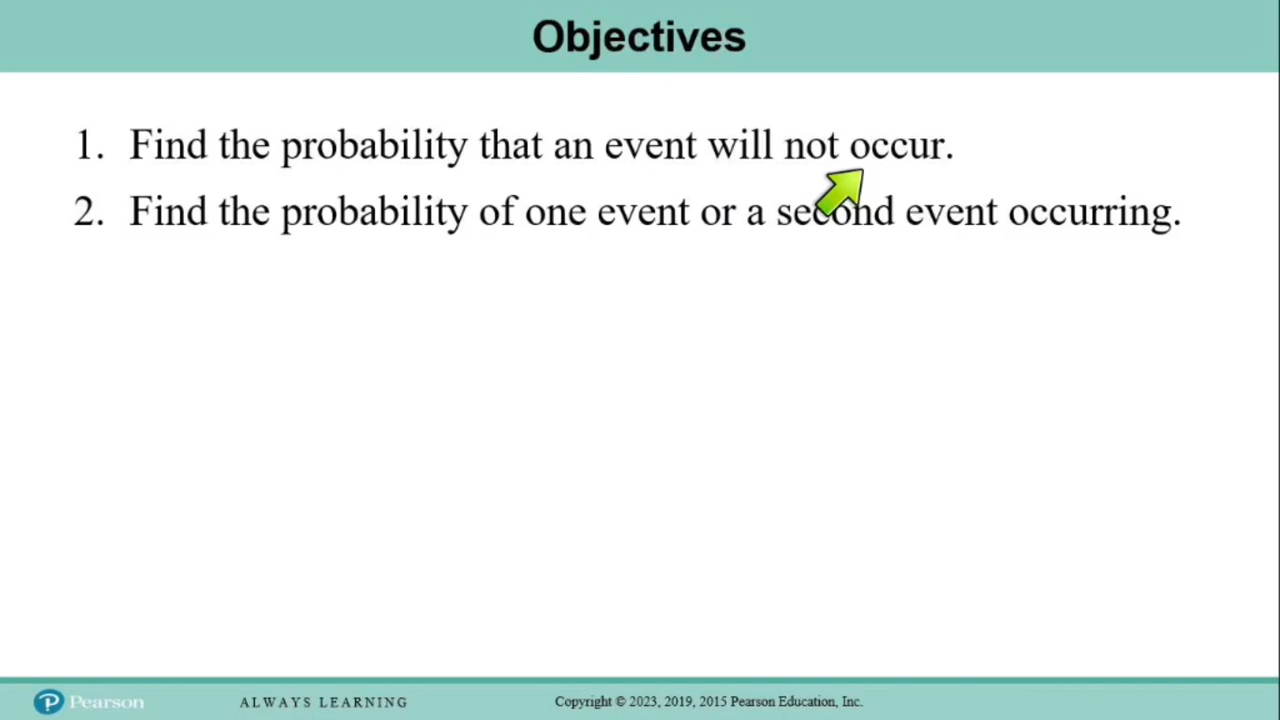 Objectives
1. Find the probability that an event will not occur.
2. Find the probability of one event or a second event occurring.
Pearson
ALWAYS LEARNING
Copyright © 2023, 2019, 2015 Pearson Education, Inc.